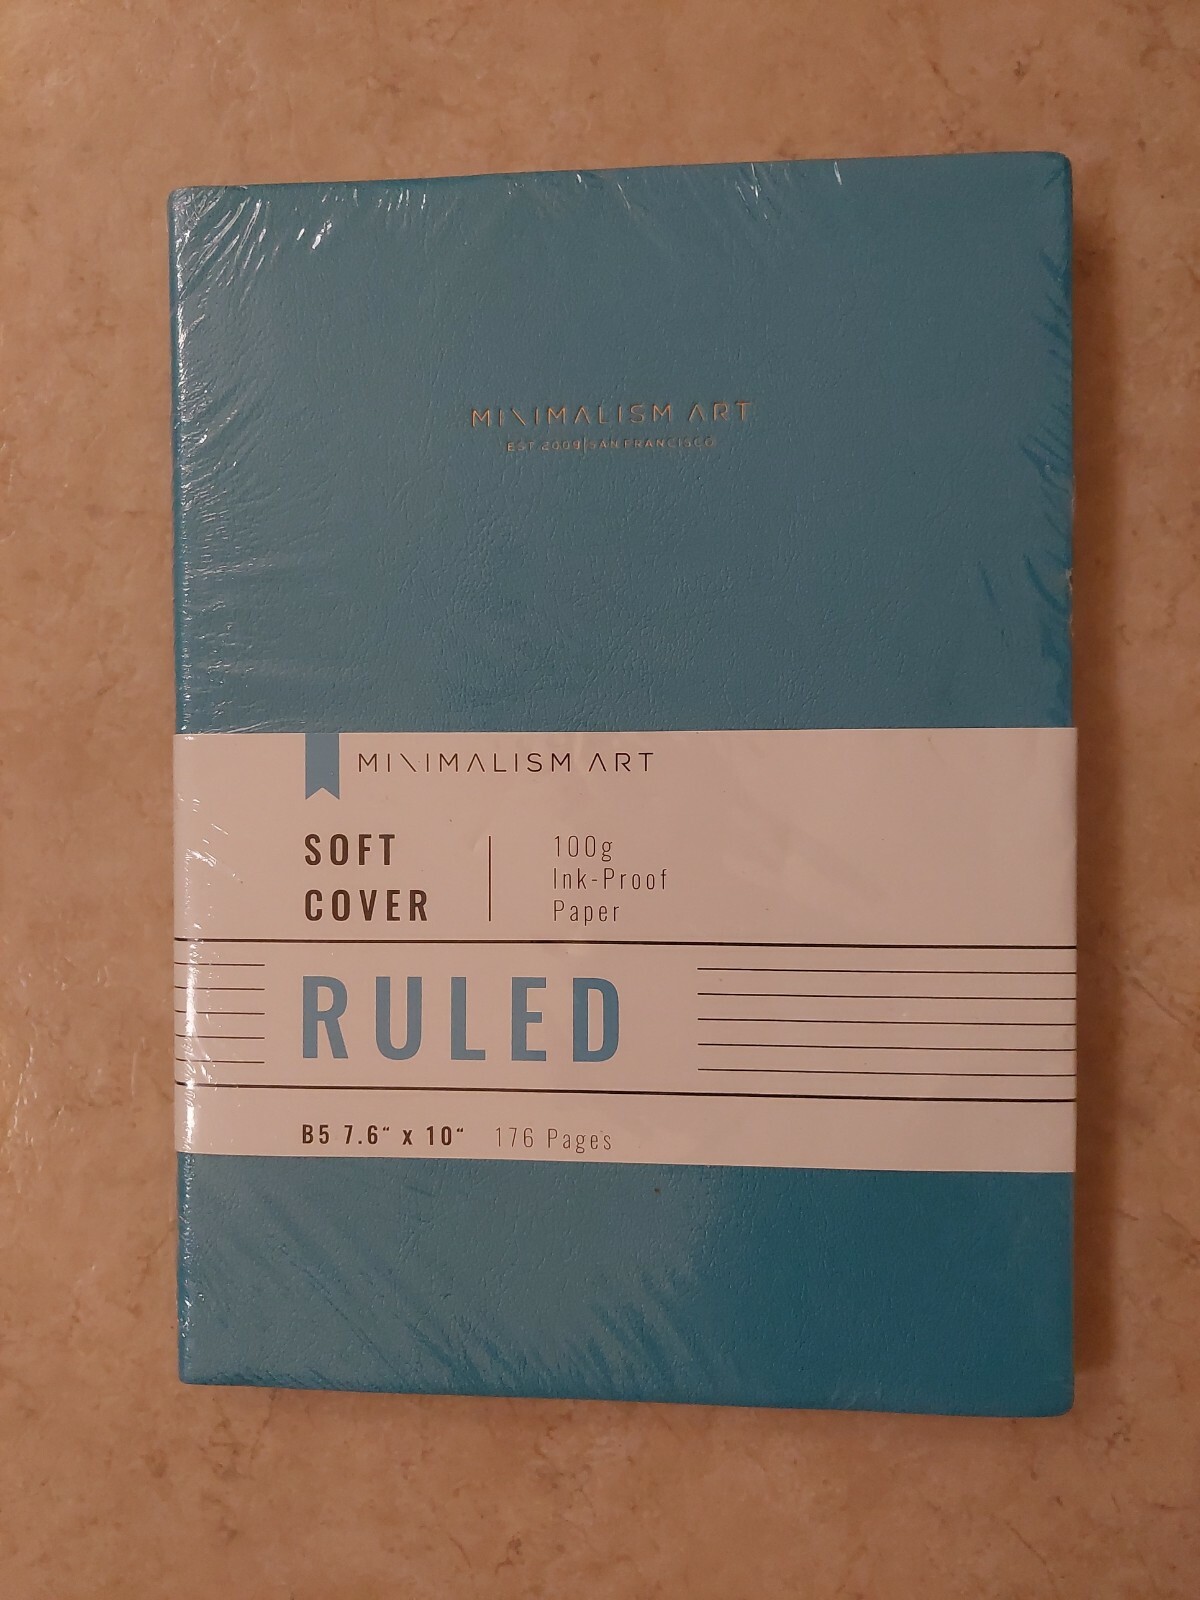 MINIMALISM ART
EST 2009|SAN FRANCISCO
MINIMALISM ART
SOFT
COVER
100g
Ink-Proof
Paper
RULED
B5 7.6“ x 10“ 176 Pages